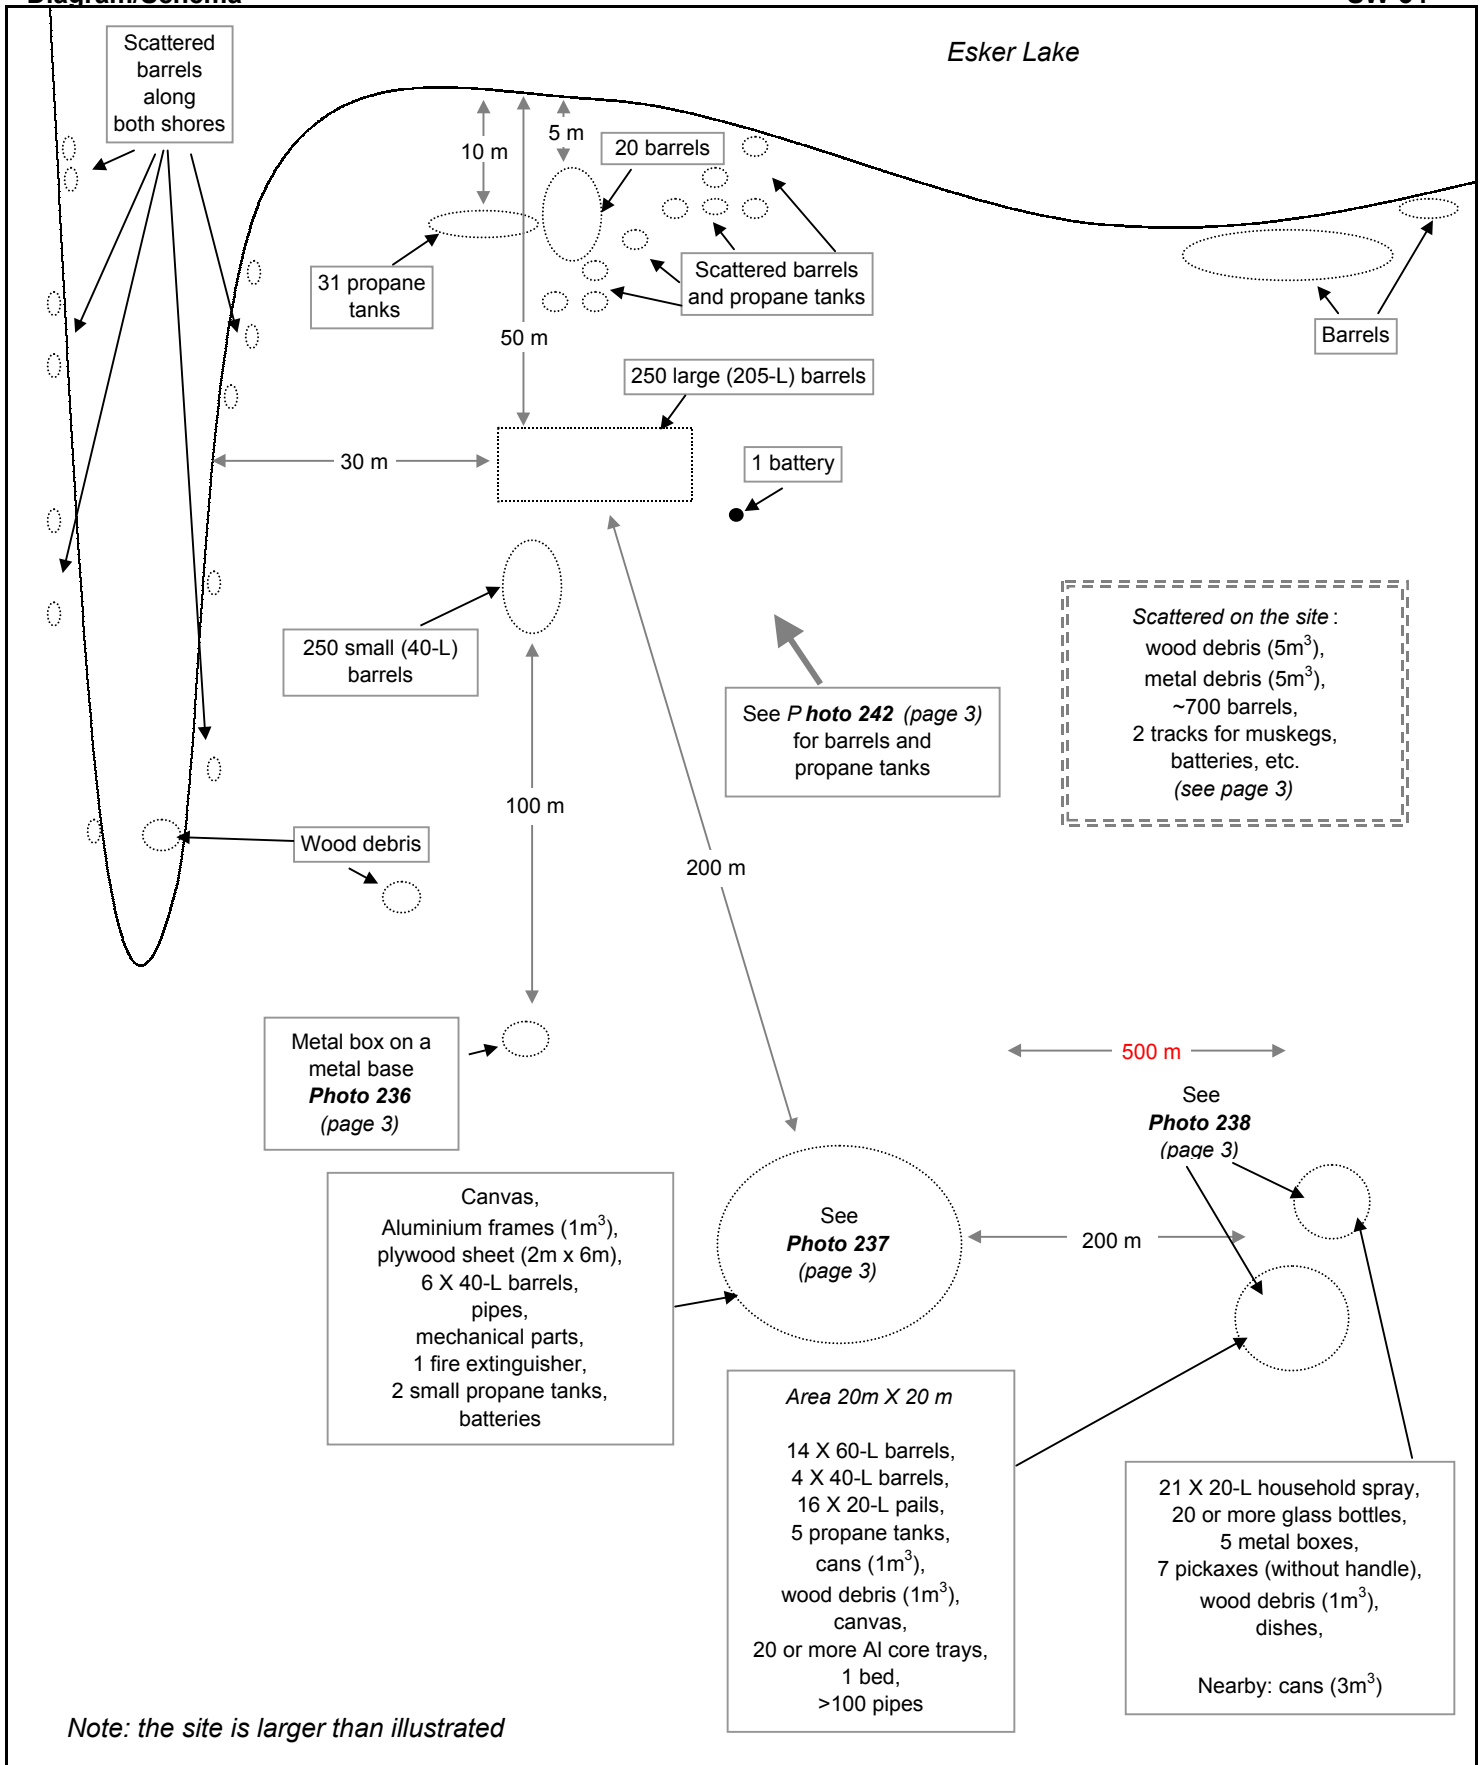 Diagram/Schema
SW-01
Scattered
barrels
along
both shores
Esker Lake
5 m
10 m
20 barrels
31 propane
tanks
Scattered barrels
and propane tanks
50 m
Barrels
250 large (205-L) barrels
30 m
1 battery
250 small (40-L)
barrels
Scattered on the site :
wood debris (5m³),
metal debris (5m³),
~700 barrels,
2 tracks for muskegs,
batteries, etc.
(see page 3)
See P hoto 242 (page 3)
for barrels and
propane tanks
100 m
Wood debris
200 m
Metal box on a
metal base
Photo 236
(page 3)
500 m
See
Photo 238
(page 3)
Canvas,
Aluminium frames (1m³),
plywood sheet (2m x 6m),
6 X 40-L barrels,
pipes,
mechanical parts,
1 fire extinguisher,
2 small propane tanks,
batteries
See
Photo 237
(page 3)
200 m
Area 20m X 20 m
14 X 60-L barrels,
4 X 40-L barrels,
16 X 20-L pails,
5 propane tanks,
cans (1m³),
wood debris (1m³),
canvas,
20 or more Al core trays,
1 bed,
>100 pipes
21 X 20-L household spray,
20 or more glass bottles,
5 metal boxes,
7 pickaxes (without handle),
wood debris (1m³),
dishes,
Nearby: cans (3m³)
Note: the site is larger than illustrated